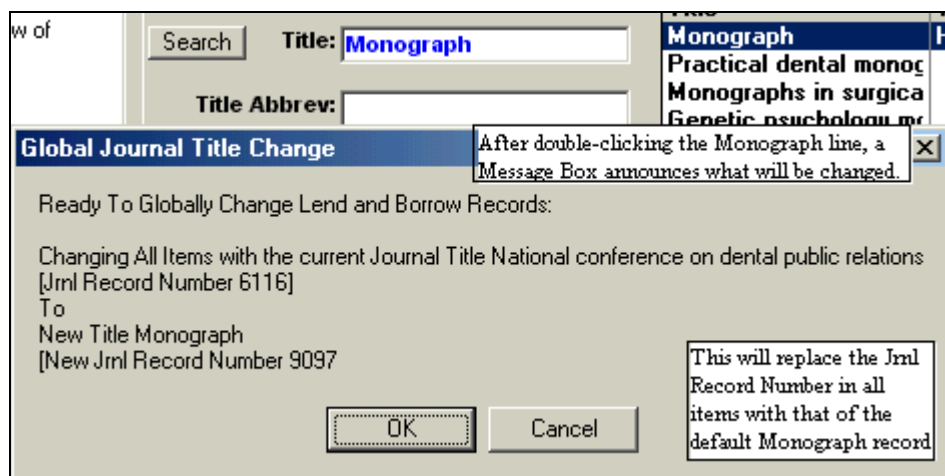 w of
Search Title: Monograph
Title Abbrev:
Title
Monograph H
Practical dental monog
Monographs in surgica
Genetic psychology mo
Global Journal Title Change
After double-clicking the Monograph line, a
Message Box announces what will be changed.
Ready To Globally Change Lend and Borrow Records:
Changing All Items with the current Journal Title National conference on dental public relations
[Jrnl Record Number 6116]
To
New Title Monograph
[New Jrnl Record Number 9097
This will replace the Jrnl
Record Number in all
items with that of the
default Monograph record
OK Cancel